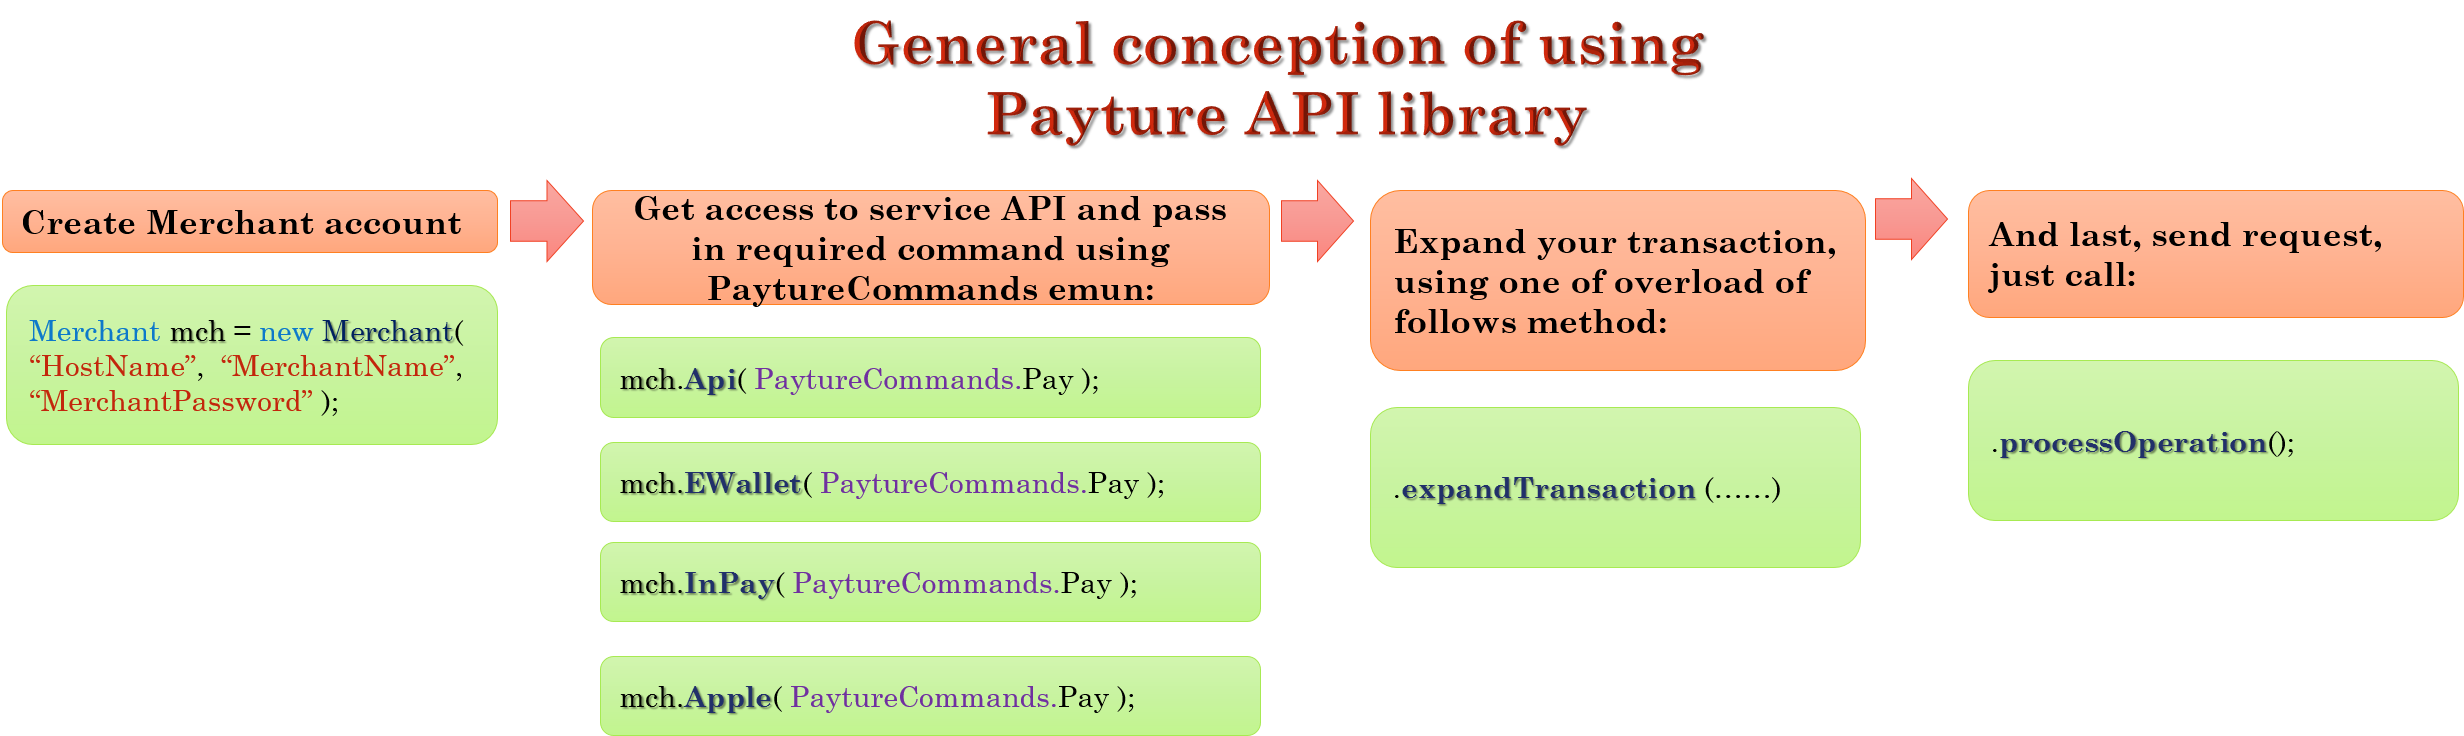 General conception of using
Payture API library
Create Merchant account
Merchant mch = new Merchant(
“HostName”, “MerchantName”,
“MerchantPassword” );
Get access to service API and pass
in required command using
PaytureCommands emun:
mch.Api( PaytureCommands.Pay );
mch.EWallet( PaytureCommands.Pay );
mch.InPay( PaytureCommands.Pay );
mch.Apple( PaytureCommands.Pay );
Expand your transaction,
using one of overload of
follows method:
.expandTransaction (......)
And last, send request,
just call:
.processOperation();